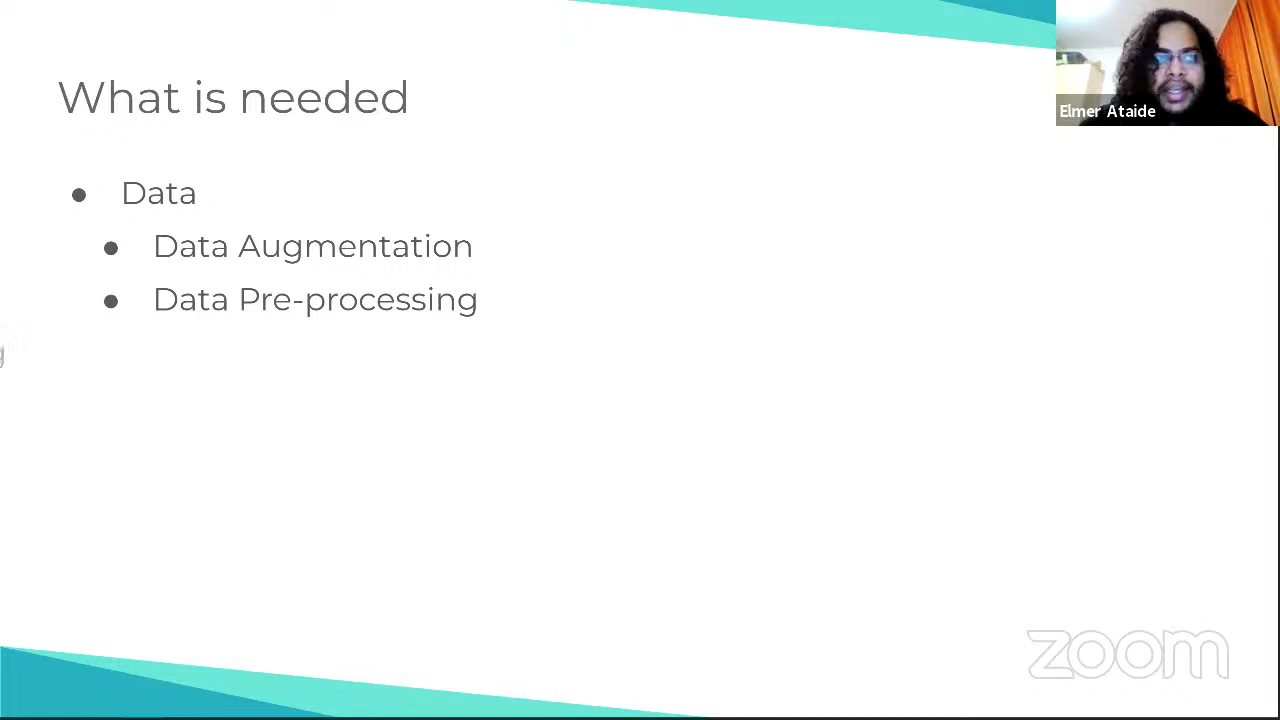 What is needed
Elmer Ataide
● Data
● Data Augmentation
● Data Pre-processing
zoom